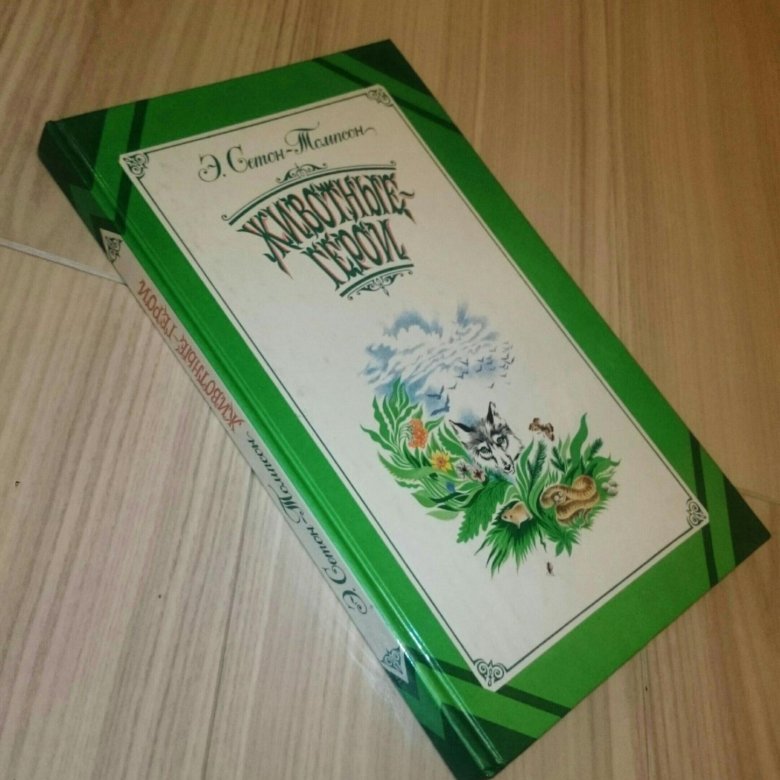 Э. Сетон-Томпсон
ЖИВОТНЫЕ-
ГЕРОИ
Э. Сетон-Томпсон
ЖИВОТНЫЕ-ГЕРОИ